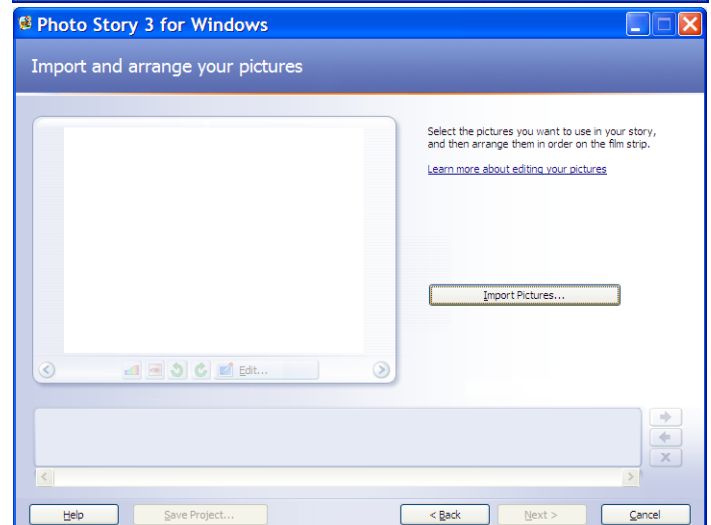 Photo Story 3 for Windows
Import and arrange your pictures
Select the pictures you want to use in your story,
and then arrange them in order on the film strip.
Learn more about editing your pictures
Import Pictures...
Edit...
Help
Save Project...
< Back
Next >
Cancel